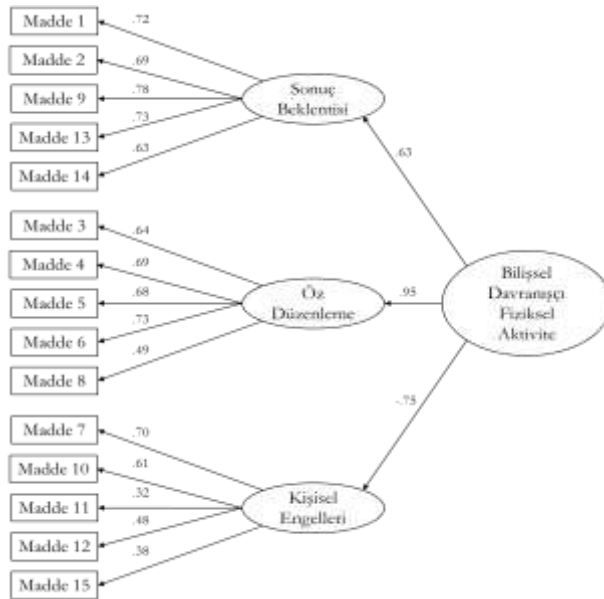 Madde 1
.72
Madde 2
.69
Madde 9
.78
Madde 13
.73
Madde 14
.63
Sonuç
Beklentisi
.63
Madde 3
.64
Madde 4
.69
Madde 5
.68
Madde 6
.73
Madde 8
.49
Öz
Düzenleme
.95
Bilişsel
Davranışçı
Fiziksel
Aktivite
-.75
Madde 7
.70
Madde 10
.61
Madde 11
.32
Madde 12
.48
Madde 15
.38
Kişisel
Engelleri